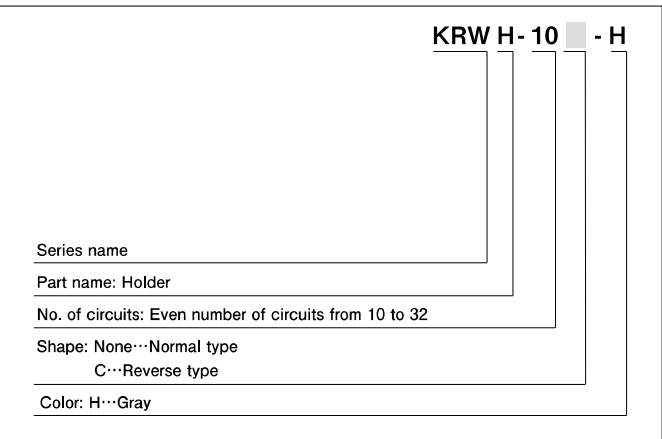 KRW H - 10 - H
Series name
Part name: Holder
No. of circuits: Even number of circuits from 10 to 32
Shape: None···Normal type
C···Reverse type
Color: H···Gray